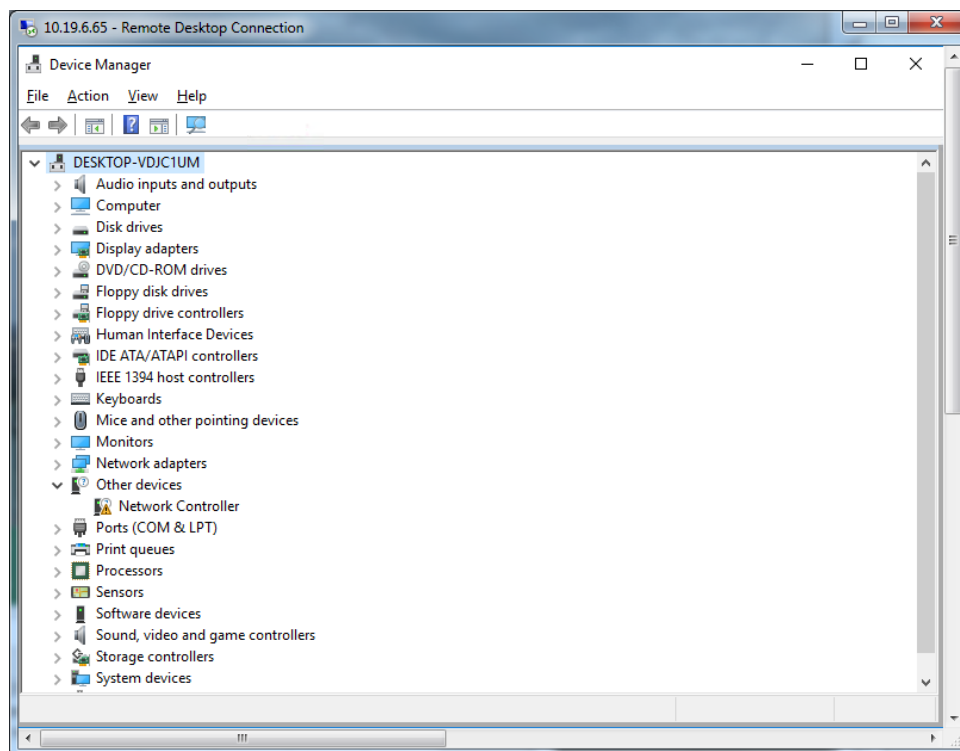 10.19.6.65 - Remote Desktop Connection
Device Manager
File Action View Help
DESKTOP-VDJC1UM
Audio inputs and outputs
Computer
Disk drives
Display adapters
DVD/CD-ROM drives
Floppy disk drives
Floppy drive controllers
Human Interface Devices
IDE ATA/ATAPI controllers
IEEE 1394 host controllers
Keyboards
Mice and other pointing devices
Monitors
Network adapters
Other devices
Network Controller
Ports (COM & LPT)
Print queues
Processors
Sensors
Software devices
Sound, video and game controllers
Storage controllers
System devices